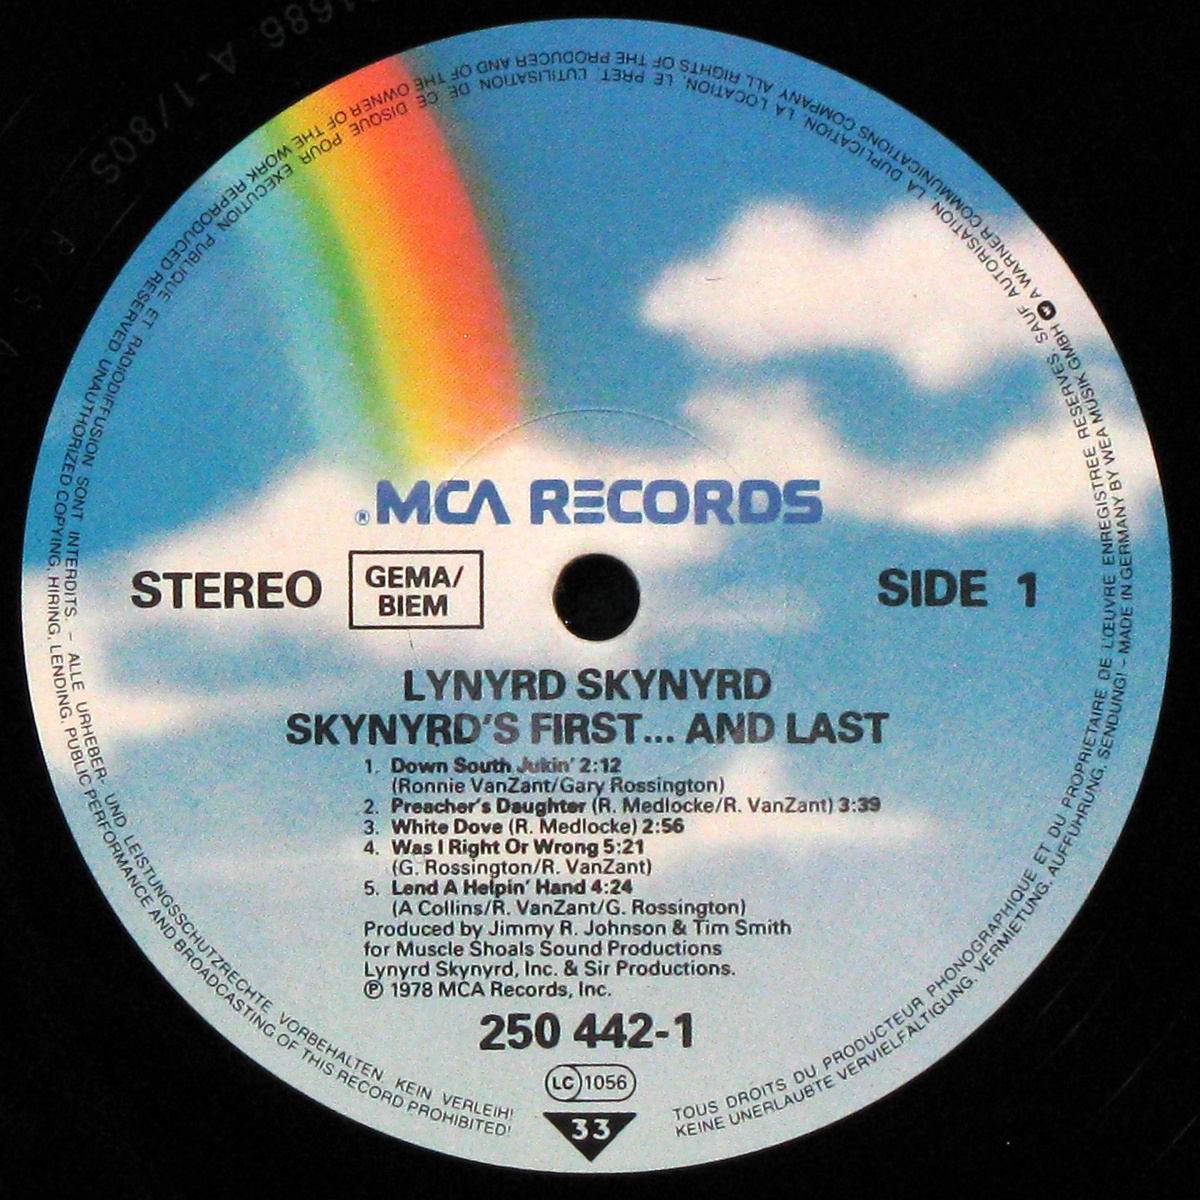 ® MCA RECORDS
STEREO
GEMA/
BIEM
SIDE 1
LYNYRD SKYNYRD
SKYNYRD'S FIRST... AND LAST
1. Down South Jukin' 2:12
(Ronnie VanZant/Gary Rossington)
2. Preacher's Daughter (R. Medlocke/R. VanZant) 3:39
3. White Dove (R. Medlocke) 2:56
4. Was I Right Or Wrong 5:21
(G. Rossington/R. VanZant)
5. Lend A Helpin' Hand 4:24
(A Collins/R. VanZant/G. Rossington)
Produced by Jimmy R. Johnson & Tim Smith
for Muscle Shoals Sound Productions
Lynyrd Skynyrd, Inc. & Sir Productions.
℗ 1978 MCA Records, Inc.
250 442-1
LC 1056
33
TOUS DROITS DU PRODUCTEUR PHONOGRAPHIQUE ET DU PROPRIETAIRE DE L'ŒUVRE ENREGISTREE RESERVES. SAUF AUTORISATION, LA DUPLICATION, LA LOCATION, LE PRET, L'UTILISATION DE CE DISQUE POUR EXECUTION PUBLIQUE ET RADIODIFFUSION SONT INTERDITS. – ALLE URHEBER- UND LEISTUNGSSCHUTZRECHTE VORBEHALTEN. KEIN VERLEIH!
KEINE UNERLAUBTE VERVIELFÄLTIGUNG, VERMIETUNG, AUFFÜHRUNG, SENDUNG! – MADE IN GERMANY BY WEA MUSIK GMBH A WARNER COMMUNICATIONS COMPANY. ALL RIGHTS OF THE PRODUCER AND OF THE OWNER OF THE WORK REPRODUCED RESERVED. UNAUTHORIZED COPYING, HIRING, LENDING, PUBLIC PERFORMANCE AND BROADCASTING OF THIS RECORD PROHIBITED!